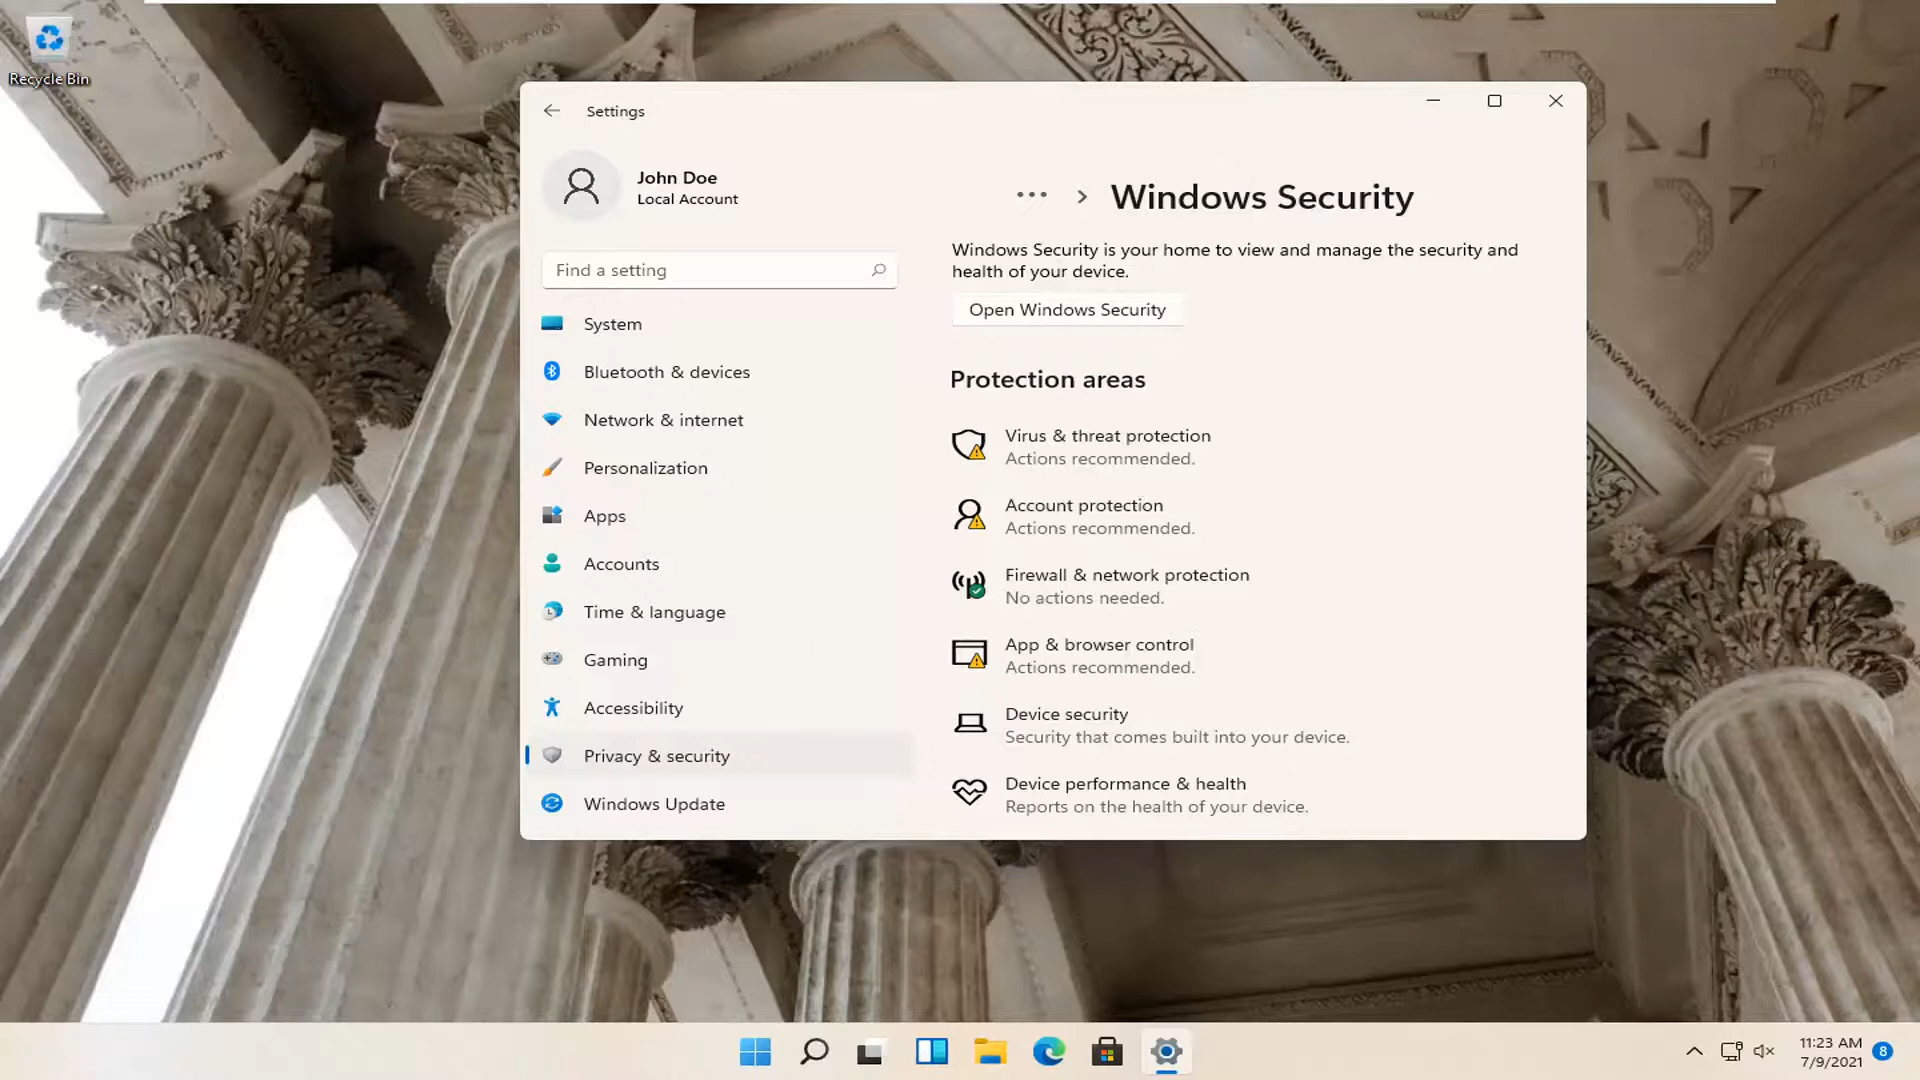 Recycle Bin
Settings
John Doe
Local Account
Find a setting
System
Bluetooth & devices
Network & internet
Personalization
Apps
Accounts
Time & language
Gaming
Accessibility
Privacy & security
Windows Update
Windows Security
Windows Security is your home to view and manage the security and
health of your device.
Open Windows Security
Protection areas
Virus & threat protection
Actions recommended.
Account protection
Actions recommended.
Firewall & network protection
No actions needed.
App & browser control
Actions recommended.
Device security
Security that comes built into your device.
Device performance & health
Reports on the health of your device.
11:23 AM
7/9/2021
8